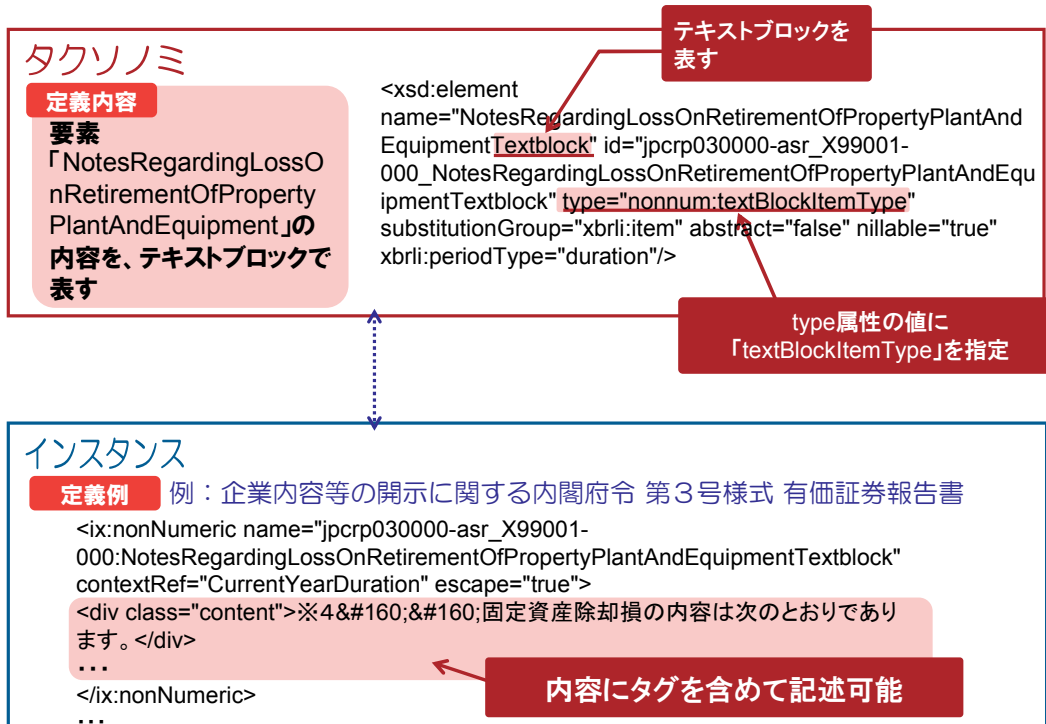 テキストブロックを
表す
タクソノミ
定義内容
要素
「NotesRegardingLossO
nRetirementOfProperty
PlantAndEquipment」の
内容を、テキストブロックで
表す
<xsd:element
name="NotesRegardingLossOnRetirementOfPropertyPlantAnd
EquipmentTextblock" id="jpcrp030000-asr_X99001-
000_NotesRegardingLossOnRetirementOfPropertyPlantAndEqu
ipmentTextblock" type="nonnum:textBlockItemType"
substitutionGroup="xbrli:item" abstract="false" nillable="true"
xbrli:periodType="duration"/>
type属性の値に
「textBlockItemType」を指定
インスタンス
定義例
例：企業内容等の開示に関する内閣府令 第３号様式 有価証券報告書
<ix:nonNumeric name="jpcrp030000-asr_X99001-
000:NotesRegardingLossOnRetirementOfPropertyPlantAndEquipmentTextblock"
contextRef="CurrentYearDuration" escape="true">
<div class="content">※４&#160;&#160;固定資産除却損の内容は次のとおりであり
ます。</div>
・・・
</ix:nonNumeric>
・・・
内容にタグを含めて記述可能